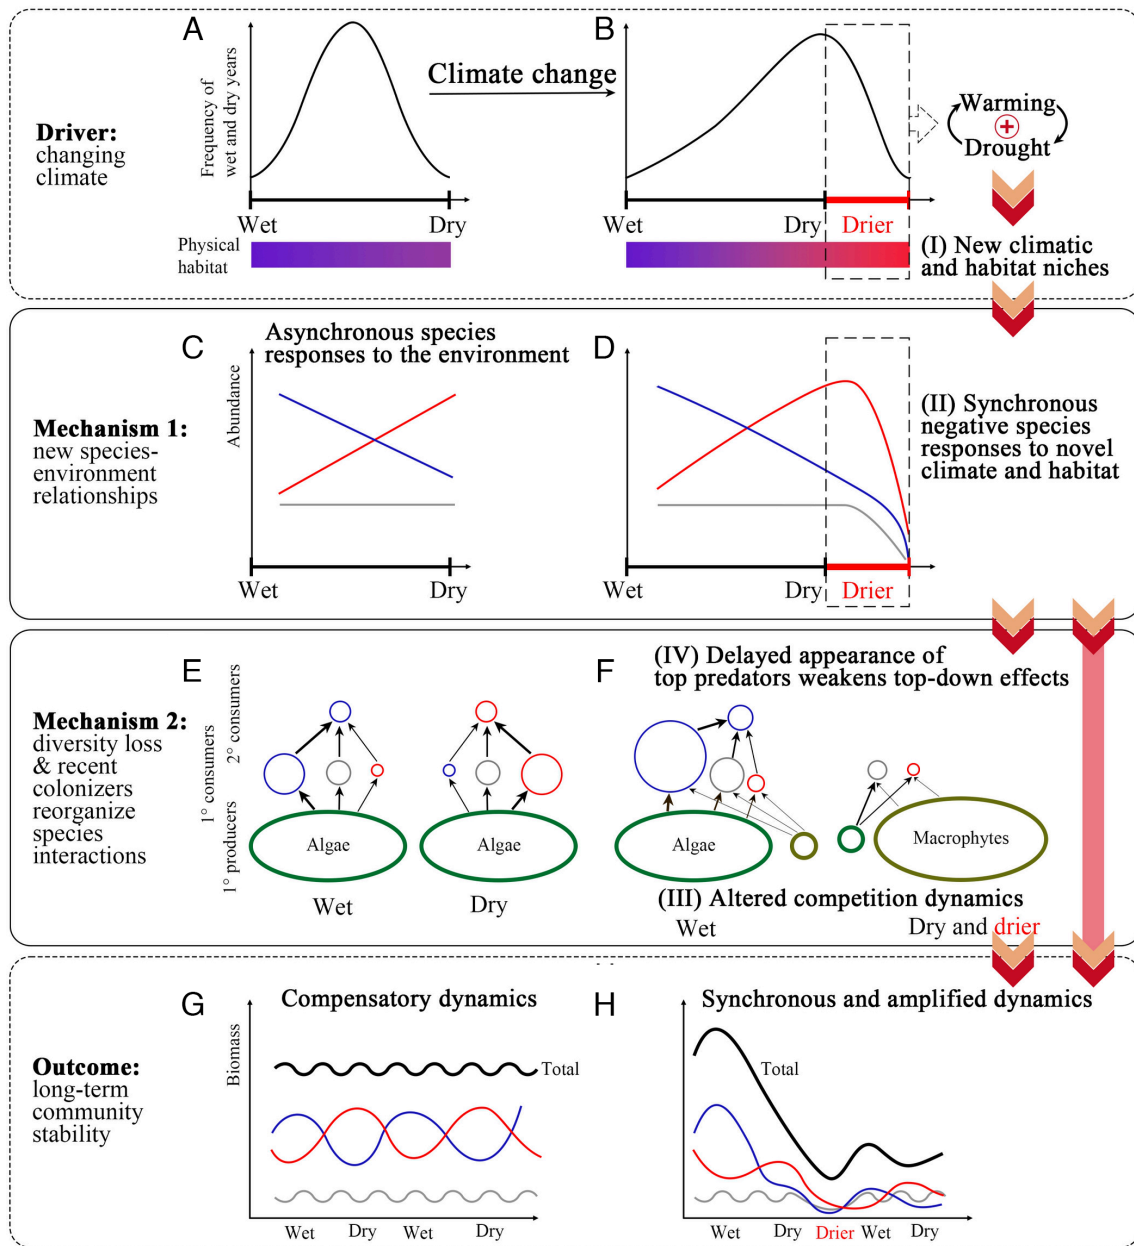 A
B
Frequency of
wet and dry years
Climate change
Warming
+
Drought
Driver:
changing
climate
Wet
Dry
Wet
Dry
Drier
Physical
habitat
(I) New climatic
and habitat niches
C
Asynchronous species
responses to the environment
D
Abundance
Mechanism 1:
new species-
environment
relationships
(II) Synchronous
negative species
responses to novel
climate and habitat
Wet
Dry
Wet
Dry
Drier
E
F
(IV) Delayed appearance of
top predators weakens top-down effects
Mechanism 2:
diversity loss
& recent
colonizers
reorganize
species
interactions
2° consumers
1° consumers
1° producers
Algae
Algae
Algae
Macrophytes
(III) Altered competition dynamics
Wet
Dry
Wet
Dry and drier
G
Compensatory dynamics
H
Synchronous and amplified dynamics
Biomass
Total
Total
Outcome:
long-term
community
stability
Wet
Dry
Wet
Dry
Wet
Dry
Drier
Wet
Dry